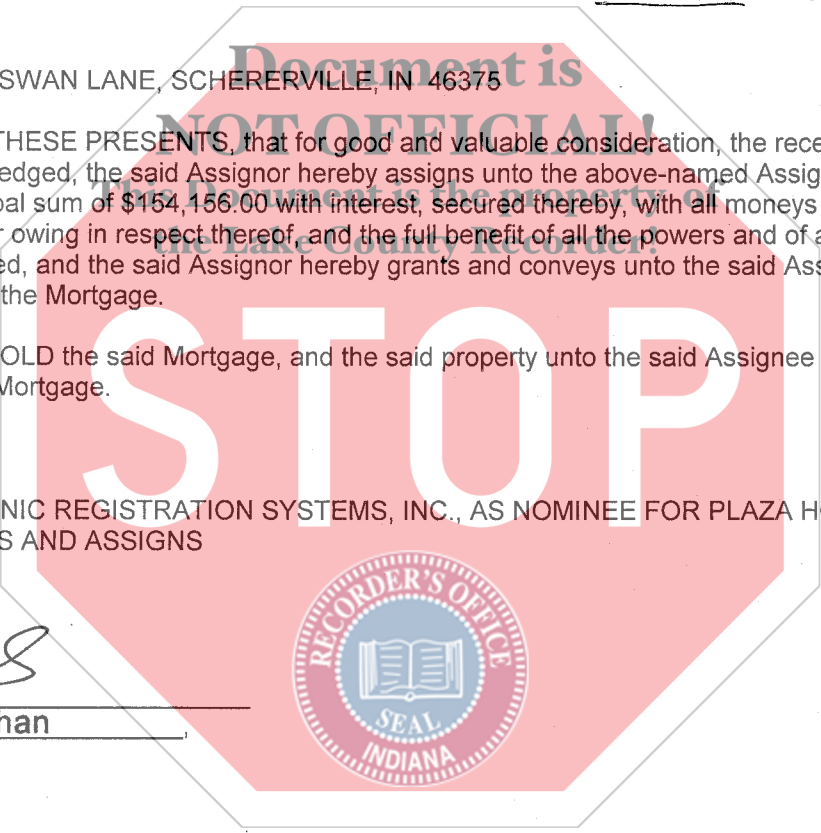 SWAN LANE, SCHERERVILLE, IN 46375
Document is
NOT OFFICIAL!
This Document is the property of
the Lake County Recorder!
THESE PRESENTS, that for good and valuable consideration, the rece
edged, the said Assignor hereby assigns unto the above-named Assig
pal sum of $154,156.00 with interest, secured thereby, with all moneys
r owing in respect thereof, and the full benefit of all the powers and of a
ed, and the said Assignor hereby grants and conveys unto the said Ass
the Mortgage.
OLD the said Mortgage, and the said property unto the said Assignee
Mortgage.
STOP
NIC REGISTRATION SYSTEMS, INC., AS NOMINEE FOR PLAZA HO
S AND ASSIGNS
RECORDER'S OFFICE
SEAL
INDIANA
han